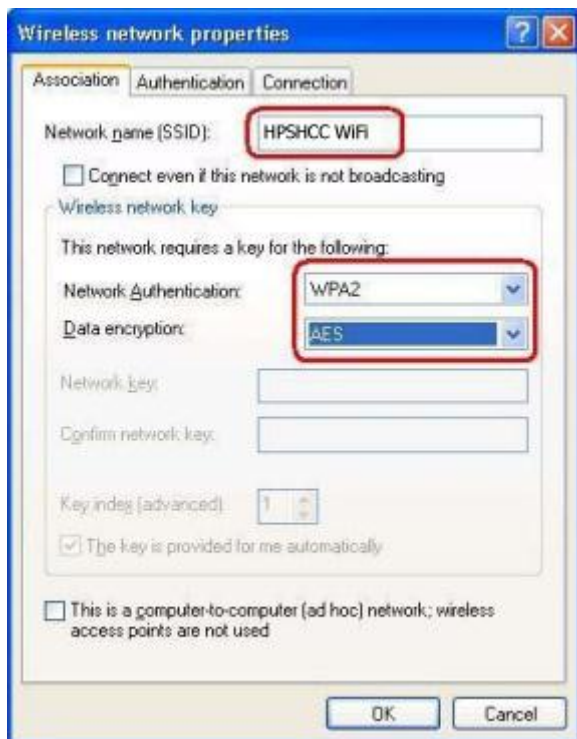 Wireless network properties
Association Authentication Connection
Network name (SSID): HPSHCC WiFi
Connect even if this network is not broadcasting
Wireless network key
This network requires a key for the following:
Network Authentication: WPA2
Data encryption: AES
Network key:
Confirm network key:
Key index (advanced): 1
The key is provided for me automatically
This is a computer-to-computer (ad hoc) network; wireless
access points are not used
OK Cancel